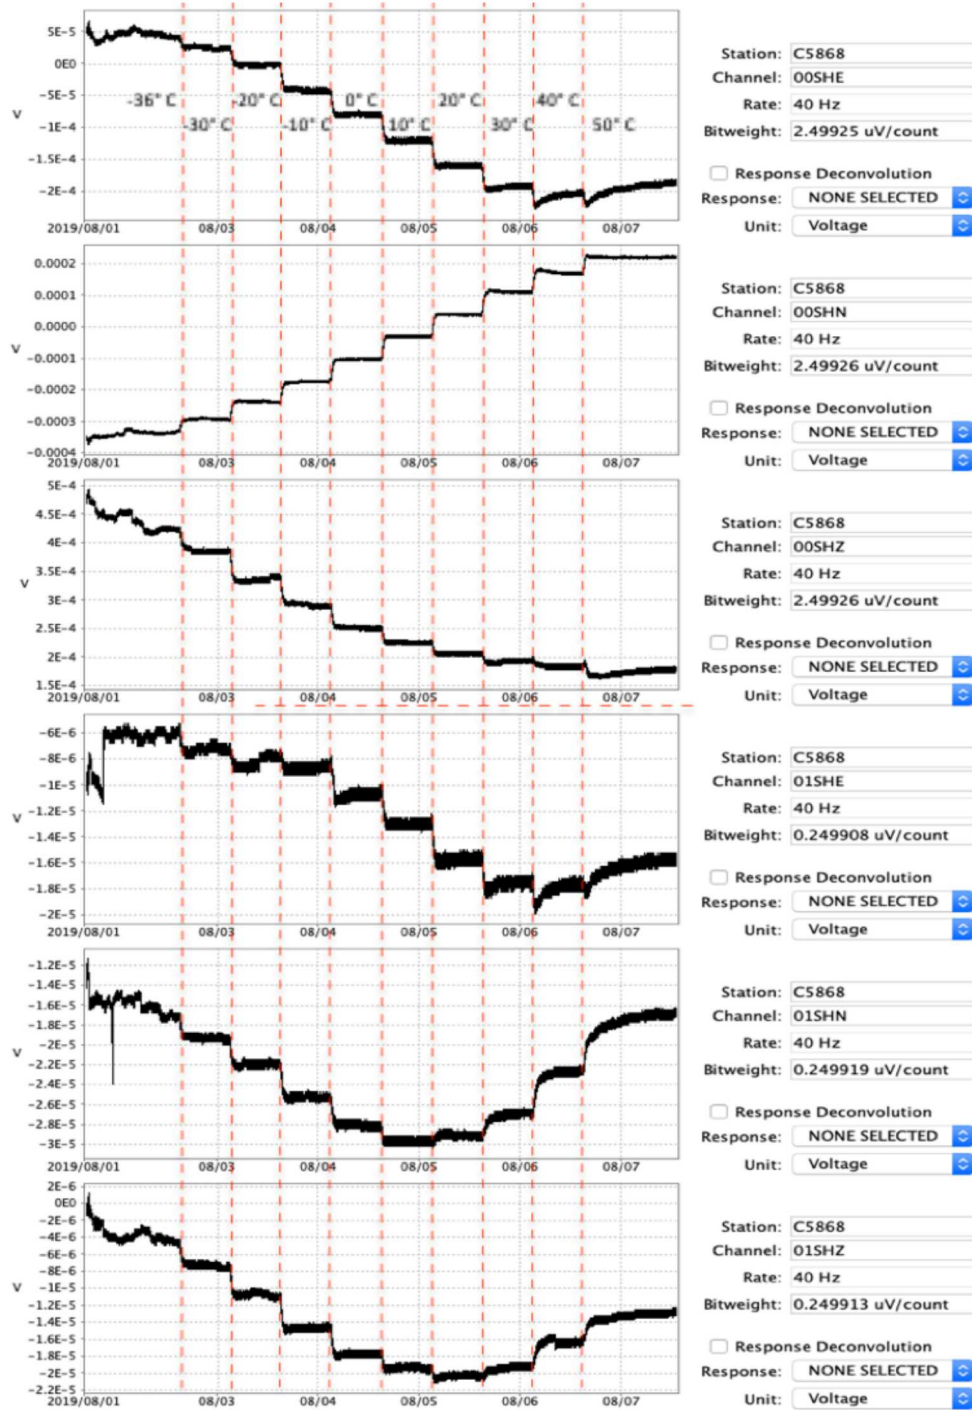 5E-5
0E0
-5E-5
-1E-4
-1.5E-4
-2E-4
V
-36° C -20° C 0° C 20° C 40° C
-30° C -10° C 10° C 30° C 50° C
2019/08/01 08/03 08/04 08/05 08/06 08/07
Station: C5868
Channel: 00SHE
Rate: 40 Hz
Bitweight: 2.49925 uV/count
Response Deconvolution
Response: NONE SELECTED
Unit: Voltage
0.0002
0.0001
0.0000
-0.0001
-0.0002
-0.0003
-0.0004
V
2019/08/01 08/03 08/04 08/05 08/06 08/07
Station: C5868
Channel: 00SHN
Rate: 40 Hz
Bitweight: 2.49926 uV/count
Response Deconvolution
Response: NONE SELECTED
Unit: Voltage
5E-4
4.5E-4
4E-4
3.5E-4
3E-4
2.5E-4
2E-4
1.5E-4
V
2019/08/01 08/03 08/04 08/05 08/06 08/07
Station: C5868
Channel: 00SHZ
Rate: 40 Hz
Bitweight: 2.49926 uV/count
Response Deconvolution
Response: NONE SELECTED
Unit: Voltage
-6E-6
-8E-6
-1E-5
-1.2E-5
-1.4E-5
-1.6E-5
-1.8E-5
-2E-5
V
2019/08/01 08/03 08/04 08/05 08/06 08/07
Station: C5868
Channel: 01SHE
Rate: 40 Hz
Bitweight: 0.249908 uV/count
Response Deconvolution
Response: NONE SELECTED
Unit: Voltage
-1.2E-5
-1.6E-5
-1.8E-5
-2.2E-5
-2.4E-5
-2.6E-5
-2.8E-5
-3E-5
V
2019/08/01 08/03 08/04 08/05 08/06 08/07
Station: C5868
Channel: 01SHN
Rate: 40 Hz
Bitweight: 0.249919 uV/count
Response Deconvolution
Response: NONE SELECTED
Unit: Voltage
2E-6
0E0
-2E-6
-4E-6
-6E-6
-8E-6
-1E-5
-1.2E-5
-1.6E-5
-1.8E-5
-2E-5
-2.2E-5
V
2019/08/01 08/03 08/04 08/05 08/06 08/07
Station: C5868
Channel: 01SHZ
Rate: 40 Hz
Bitweight: 0.249913 uV/count
Response Deconvolution
Response: NONE SELECTED
Unit: Voltage